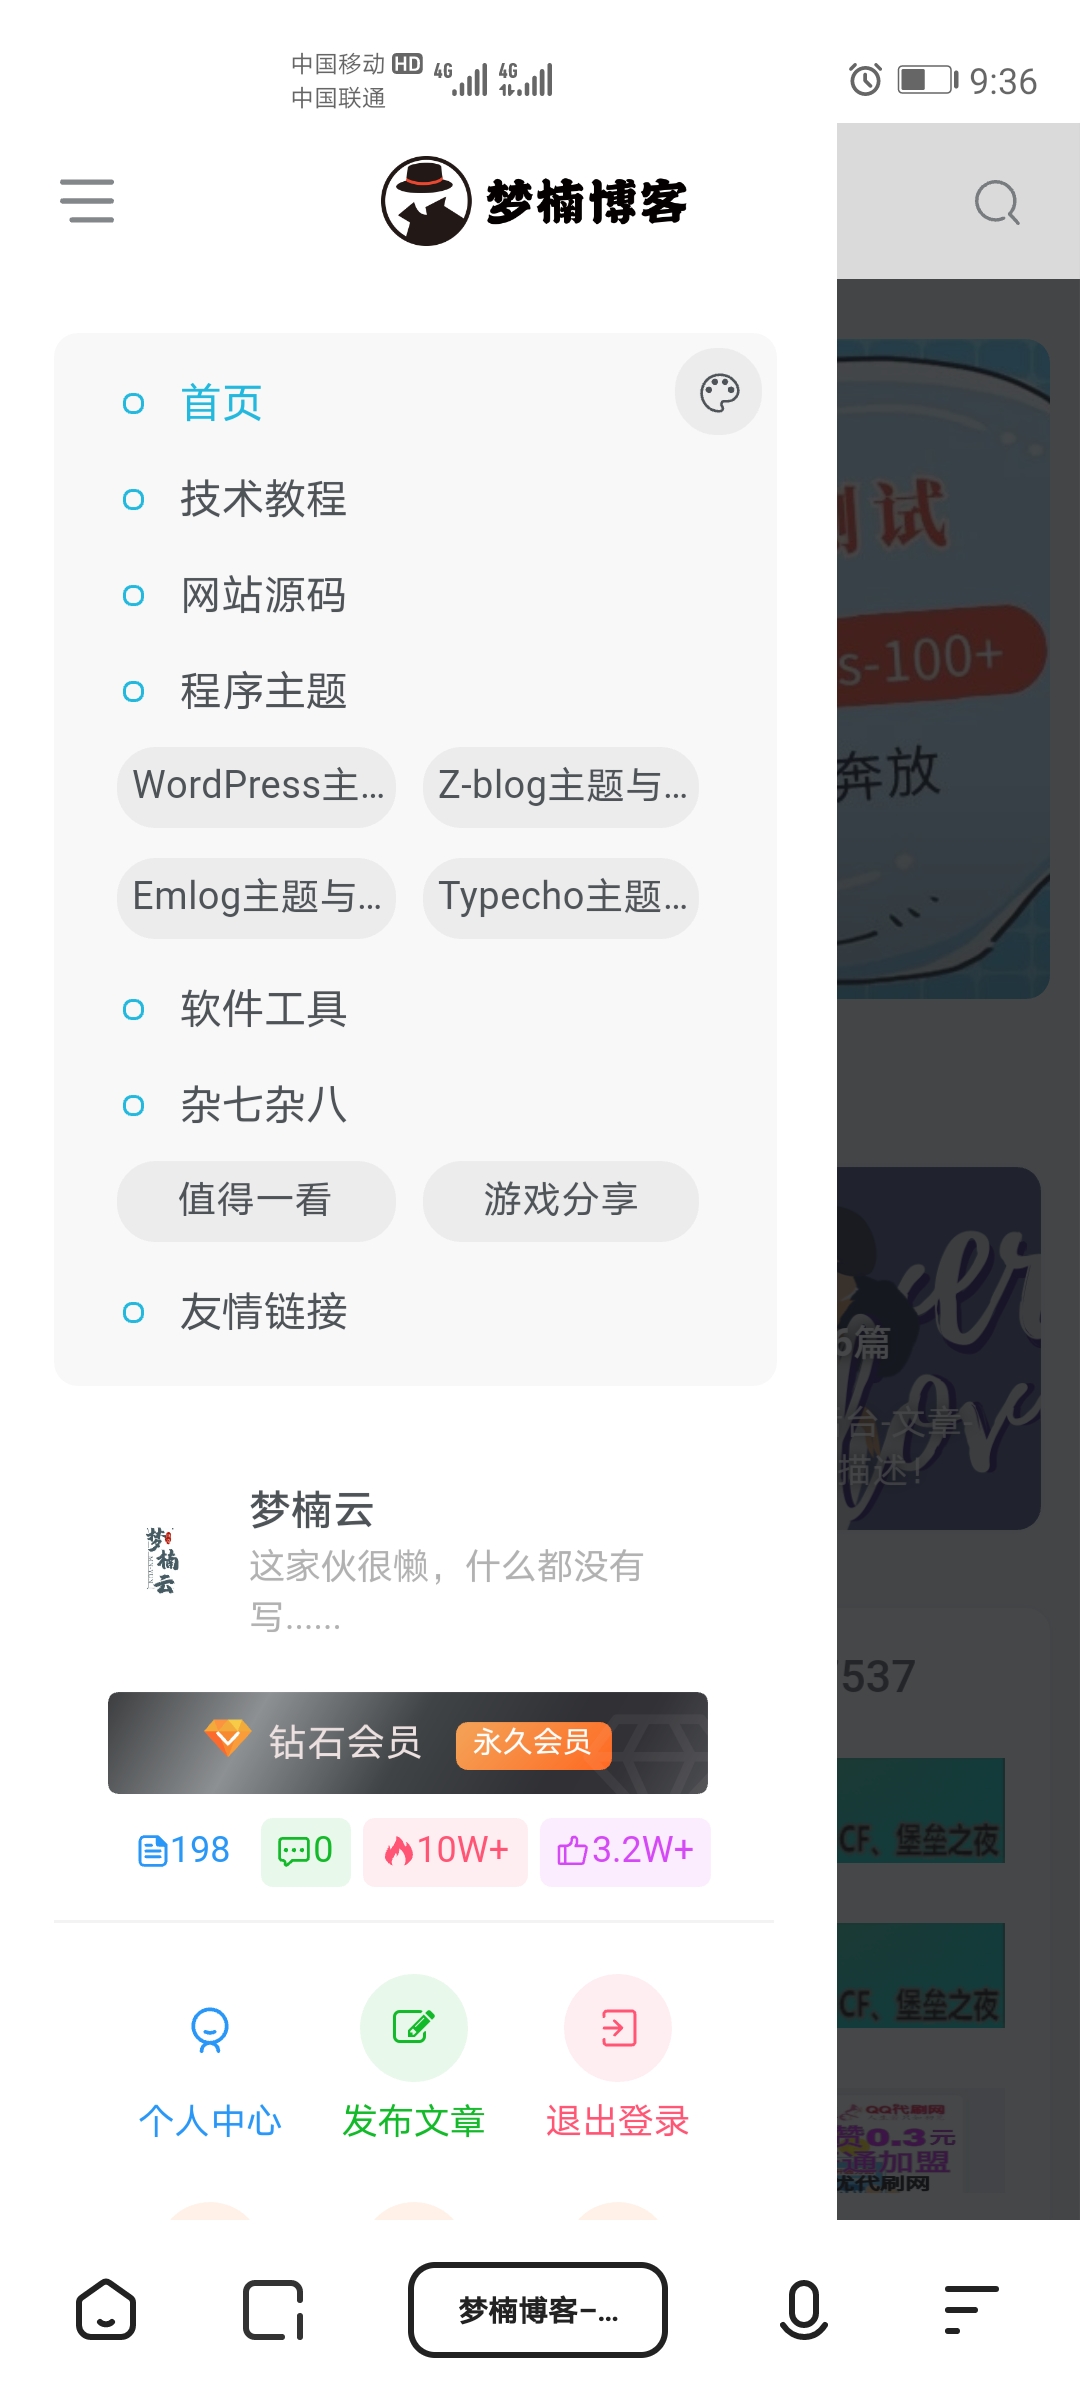 中国移动 HD 4G 4G
中国联通
9:36
梦楠博客
首页
技术教程
网站源码
程序主题
WordPress主...
Z-blog主题与...
Emlog主题与...
Typecho主题...
软件工具
杂七杂八
值得一看
游戏分享
友情链接
试
s-100+
奔放
6篇
台-文章-
描述!
537
CF、堡垒之夜
CF、堡垒之夜
QQ代刷网
赞0.3元
通加盟
优代刷网
梦楠云
梦楠云
这家伙很懒，什么都没有
写......
钻石会员
永久会员
198
0
10W+
3.2W+
个人中心
发布文章
退出登录
梦楠博客-...